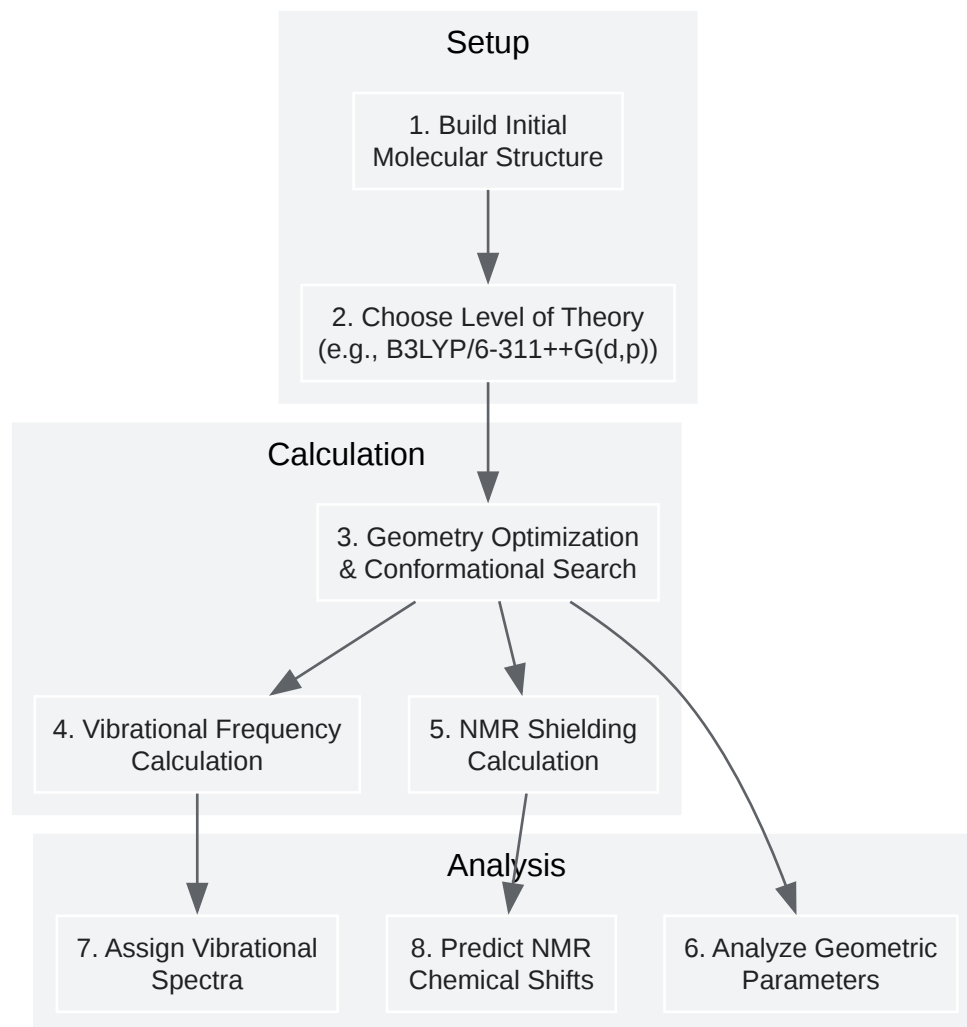 Setup
1. Build Initial
Molecular Structure
2. Choose Level of Theory
(e.g., B3LYP/6-311++G(d,p))
Calculation
3. Geometry Optimization
& Conformational Search
4. Vibrational Frequency
Calculation
5. NMR Shielding
Calculation
Analysis
7. Assign Vibrational
Spectra
8. Predict NMR
Chemical Shifts
6. Analyze Geometric
Parameters